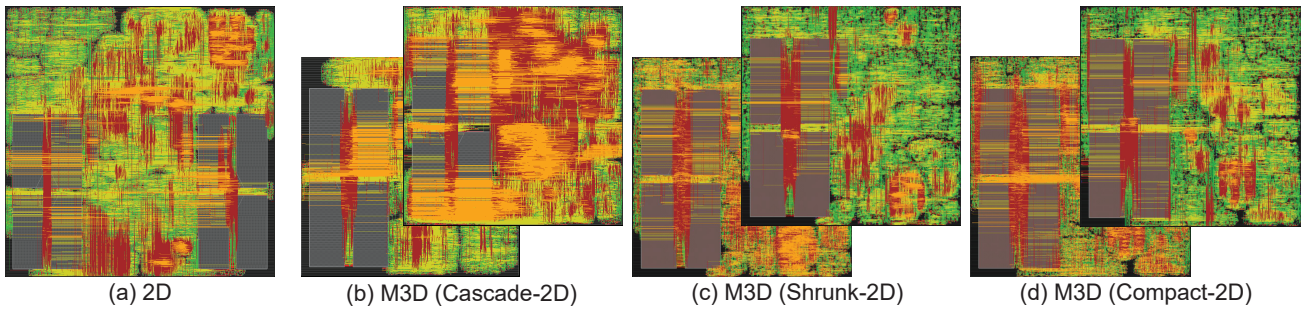 (a) 2D
(b) M3D (Cascade-2D)
(c) M3D (Shrunk-2D)
(d) M3D (Compact-2D)